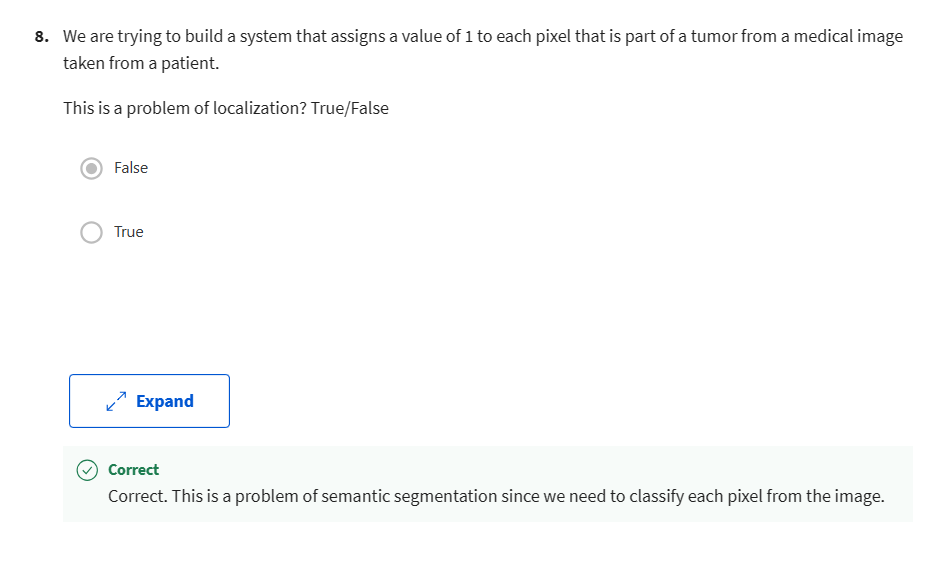 8. We are trying to build a system that assigns a value of 1 to each pixel that is part of a tumor from a medical image
taken from a patient.
This is a problem of localization? True/False
False
True
Expand
Correct
Correct. This is a problem of semantic segmentation since we need to classify each pixel from the image.